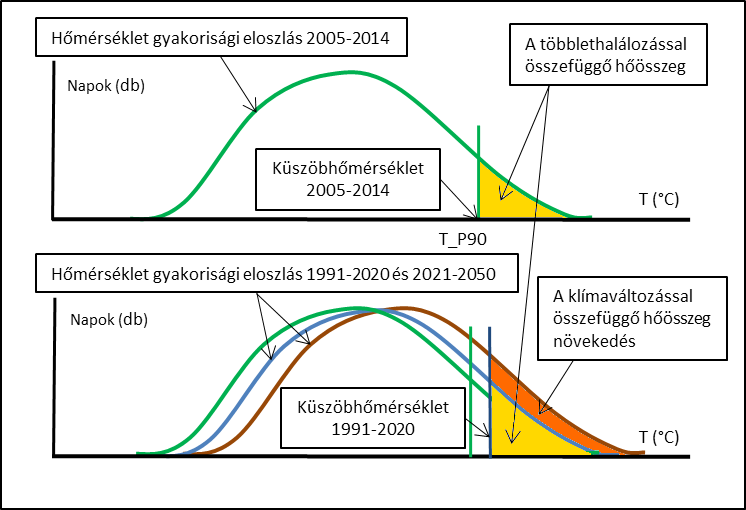 Hőmérséklet gyakorisági eloszlás 2005-2014
A többlethalálozással
összefüggő hőösszeg
Napok (db)
Küszöbhőmérséklet
2005-2014
T (°C)
T_P90
Hőmérséklet gyakorisági eloszlás 1991-2020 és 2021-2050
A klímaváltozással
összefüggő hőösszeg
növekedés
Napok (db)
Küszöbhőmérséklet
1991-2020
T (°C)